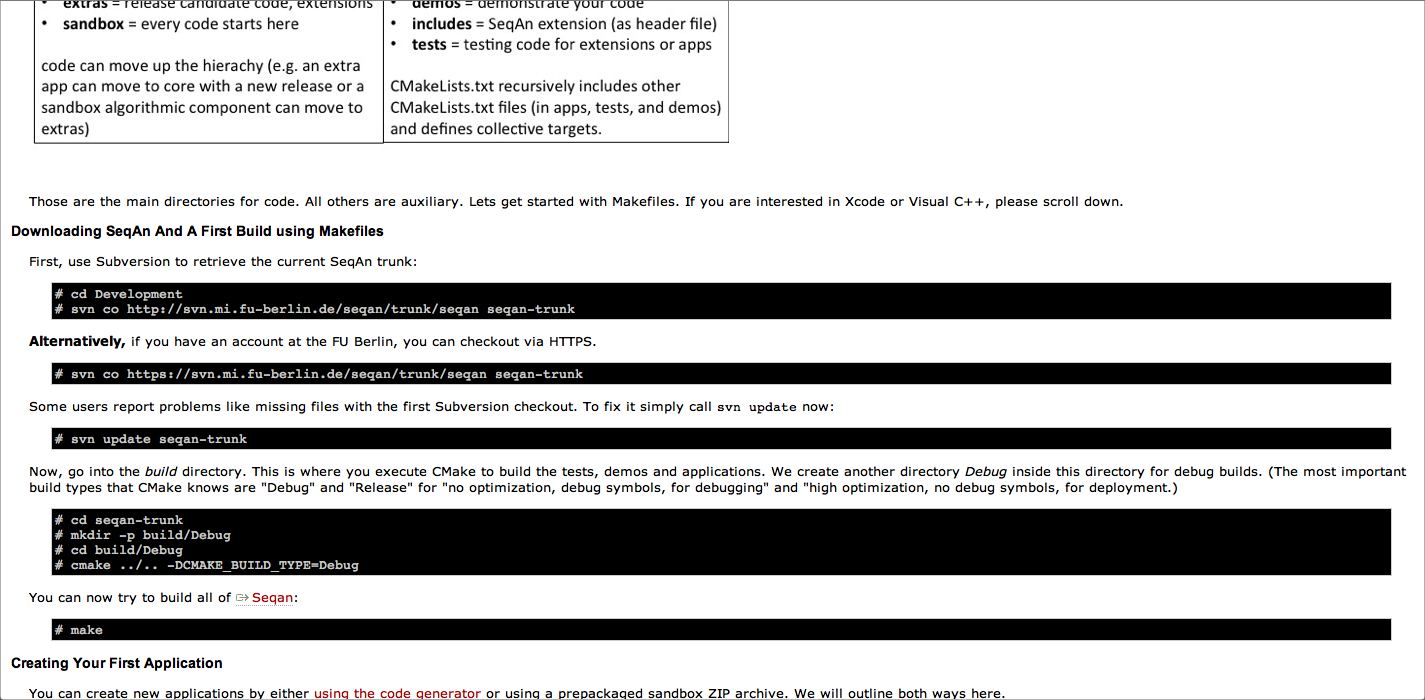 • extras = release candidate code, extensions
• sandbox = every code starts here
code can move up the hierachy (e.g. an extra
app can move to core with a new release or a
sandbox algorithmic component can move to
extras)
• demos = demonstrate your code
• includes = SeqAn extension (as header file)
• tests = testing code for extensions or apps
CMakeLists.txt recursively includes other
CMakeLists.txt files (in apps, tests, and demos)
and defines collective targets.
Those are the main directories for code. All others are auxiliary. Lets get started with Makefiles. If you are interested in Xcode or Visual C++, please scroll down.
Downloading SeqAn And A First Build using Makefiles
First, use Subversion to retrieve the current SeqAn trunk:
# cd Development
# svn co http://svn.mi.fu-berlin.de/seqan/trunk/seqan seqan-trunk
Alternatively, if you have an account at the FU Berlin, you can checkout via HTTPS.
# svn co https://svn.mi.fu-berlin.de/seqan/trunk/seqan seqan-trunk
Some users report problems like missing files with the first Subversion checkout. To fix it simply call svn update now:
# svn update seqan-trunk
Now, go into the build directory. This is where you execute CMake to build the tests, demos and applications. We create another directory Debug inside this directory for debug builds. (The most important
build types that CMake knows are "Debug" and "Release" for "no optimization, debug symbols, for debugging" and "high optimization, no debug symbols, for deployment.)
# cd seqan-trunk
# mkdir -p build/Debug
# cd build/Debug
# cmake ../.. -DCMAKE_BUILD_TYPE=Debug
You can now try to build all of Seqan:
# make
Creating Your First Application
You can create new applications by either using the code generator or using a prepackaged sandbox ZIP archive. We will outline both ways here.